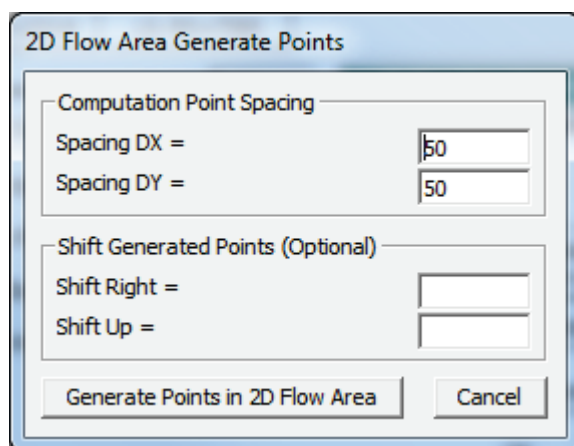 2D Flow Area Generate Points
Computation Point Spacing
Spacing DX = 50
Spacing DY = 50
Shift Generated Points (Optional)
Shift Right =
Shift Up =
Generate Points in 2D Flow Area Cancel